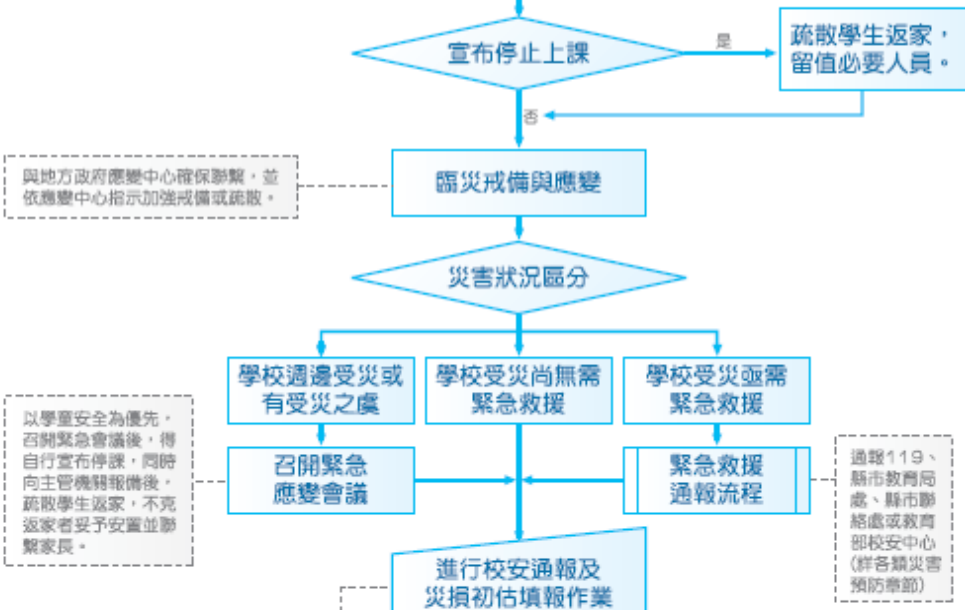 宣布停止上課
是
疏散學生返家，
留值必要人員。
否
與地方政府應變中心確保聯繫，並
依應變中心指示加強戒備或疏散。
臨災戒備與應變
災害狀況區分
學校週邊受災或
有受災之虞
學校受災尚無需
緊急救援
學校受災亟需
緊急救援
以學童安全為優先，
召開緊急會議後，得
自行宣布停課，同時
向主管機關報備後，
疏散學生返家，不克
返家者妥予安置並聯
繫家長。
召開緊急
應變會議
緊急救援
通報流程
通報119、
縣市教育局
處、縣市聯
絡處或教育
部校安中心
(詳各類災害
預防章節)
進行校安通報及
災損初估填報作業